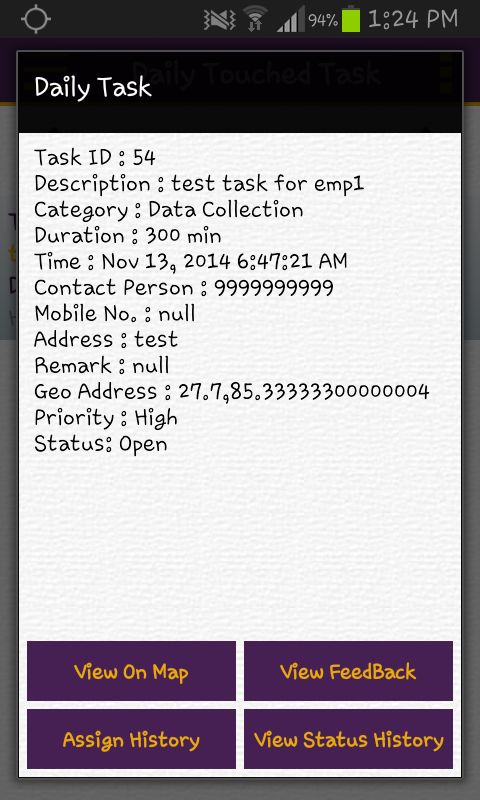 94% 1:24 PM
Daily Touched Task
Daily Task
Task ID : 54
Description : test task for emp1
Category : Data Collection
Duration : 300 min
Time : Nov 13, 2014 6:47:21 AM
Contact Person : 9999999999
Mobile No. : null
Address : test
Remark : null
Geo Address : 27.7,85.33333300000004
Priority : High
Status: Open
View On Map View FeedBack
Assign History View Status History